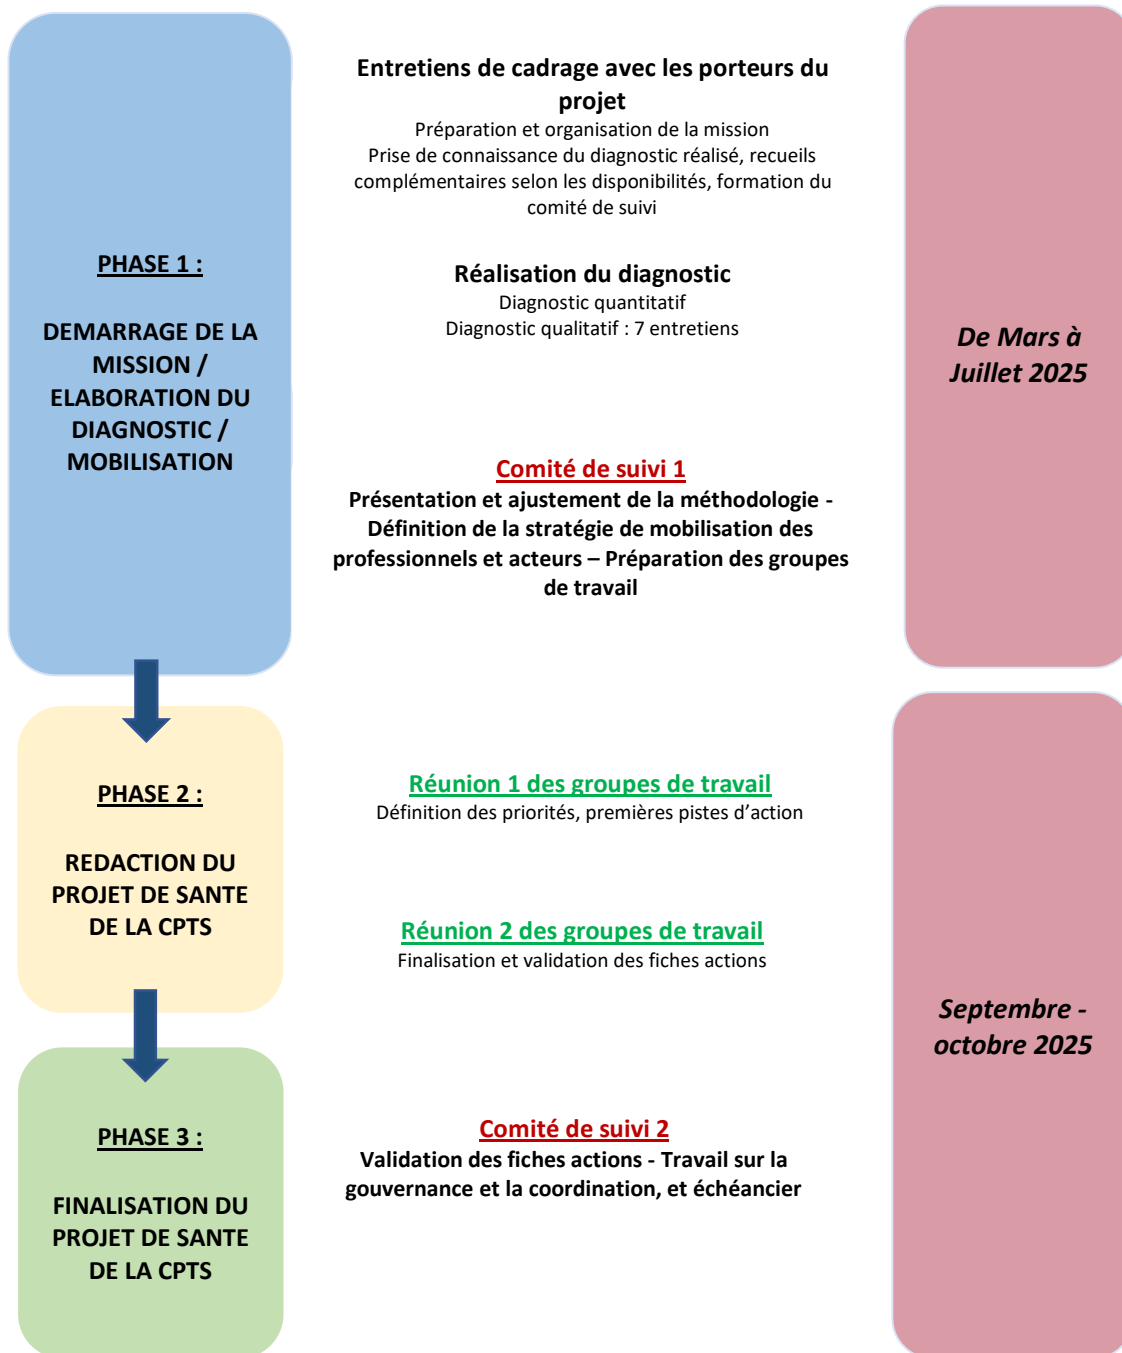 PHASE 1 :
DEMARRAGE DE LA
MISSION /
ELABORATION DU
DIAGNOSTIC /
MOBILISATION
Entretiens de cadrage avec les porteurs du
projet
Préparation et organisation de la mission
Prise de connaissance du diagnostic réalisé, recueils
complémentaires selon les disponibilités, formation du
comité de suivi
Réalisation du diagnostic
Diagnostic quantitatif
Diagnostic qualitatif : 7 entretiens
Comité de suivi 1
Présentation et ajustement de la méthodologie -
Définition de la stratégie de mobilisation des
professionnels et acteurs – Préparation des groupes
de travail
De Mars à
Juillet 2025
PHASE 2 :
REDACTION DU
PROJET DE SANTE
DE LA CPTS
Réunion 1 des groupes de travail
Définition des priorités, premières pistes d’action
Réunion 2 des groupes de travail
Finalisation et validation des fiches actions
Septembre -
octobre 2025
PHASE 3 :
FINALISATION DU
PROJET DE SANTE
DE LA CPTS
Comité de suivi 2
Validation des fiches actions - Travail sur la
gouvernance et la coordination, et échéancier